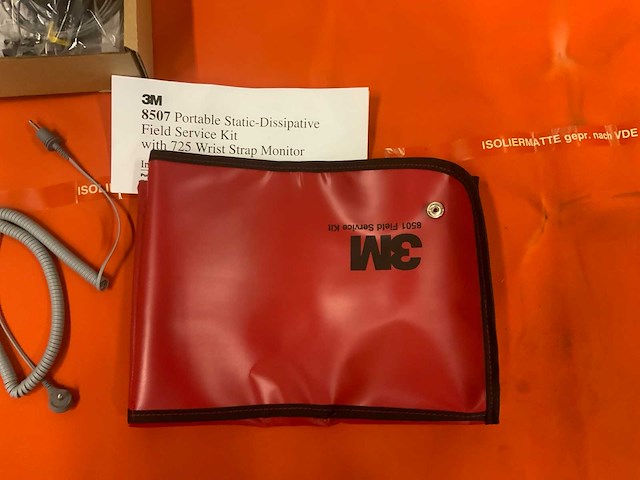 3M
8507 Portable Static-Dissipative
Field Service Kit
with 725 Wrist Strap Monitor
ISOLIERMATTE gepr. nach VDE
ISOLI
8501 Field Service Kit
3M